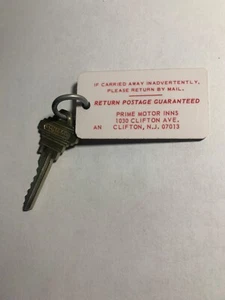 IF CARRIED AWAY INADVERTENTLY,
PLEASE RETURN BY MAIL.
RETURN POSTAGE GUARANTEED
PRIME MOTOR INNS
1030 CLIFTON AVE.
AN CLIFTON, N.J. 07013